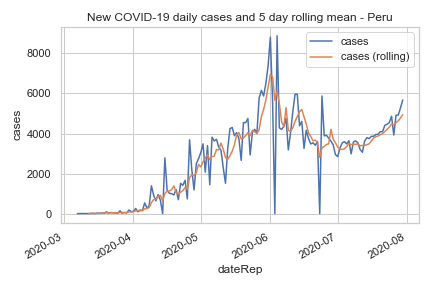 New COVID-19 daily cases and 5 day rolling mean - Peru
cases
cases (rolling)
8000
6000
4000
2000
0
cases
2020-03
2020-04
2020-05
2020-06
2020-07
2020-08
dateRep